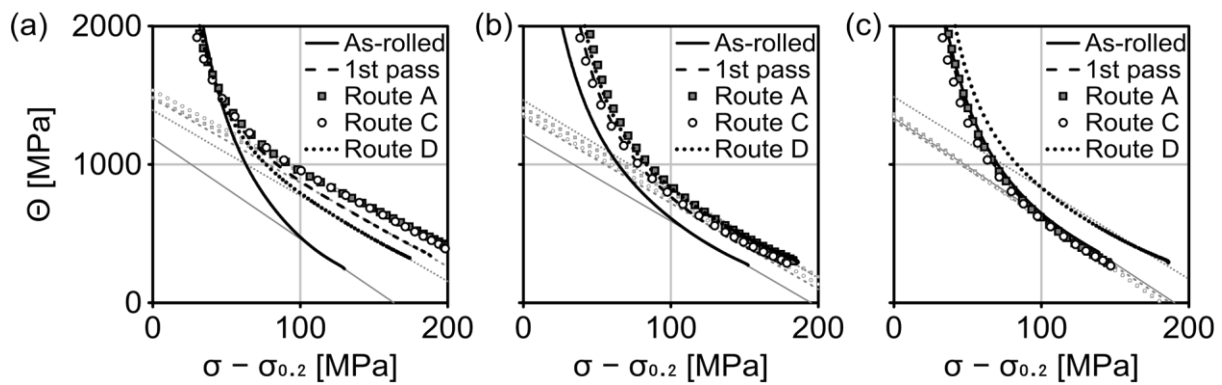 (a)
2000
1000
0
Θ [MPa]
As-rolled
1st pass
Route A
Route C
Route D
0 100 200
σ − σ₀.₂ [MPa]
(b)
As-rolled
1st pass
Route A
Route C
Route D
0 100 200
σ − σ₀.₂ [MPa]
(c)
As-rolled
1st pass
Route A
Route C
Route D
0 100 200
σ − σ₀.₂ [MPa]